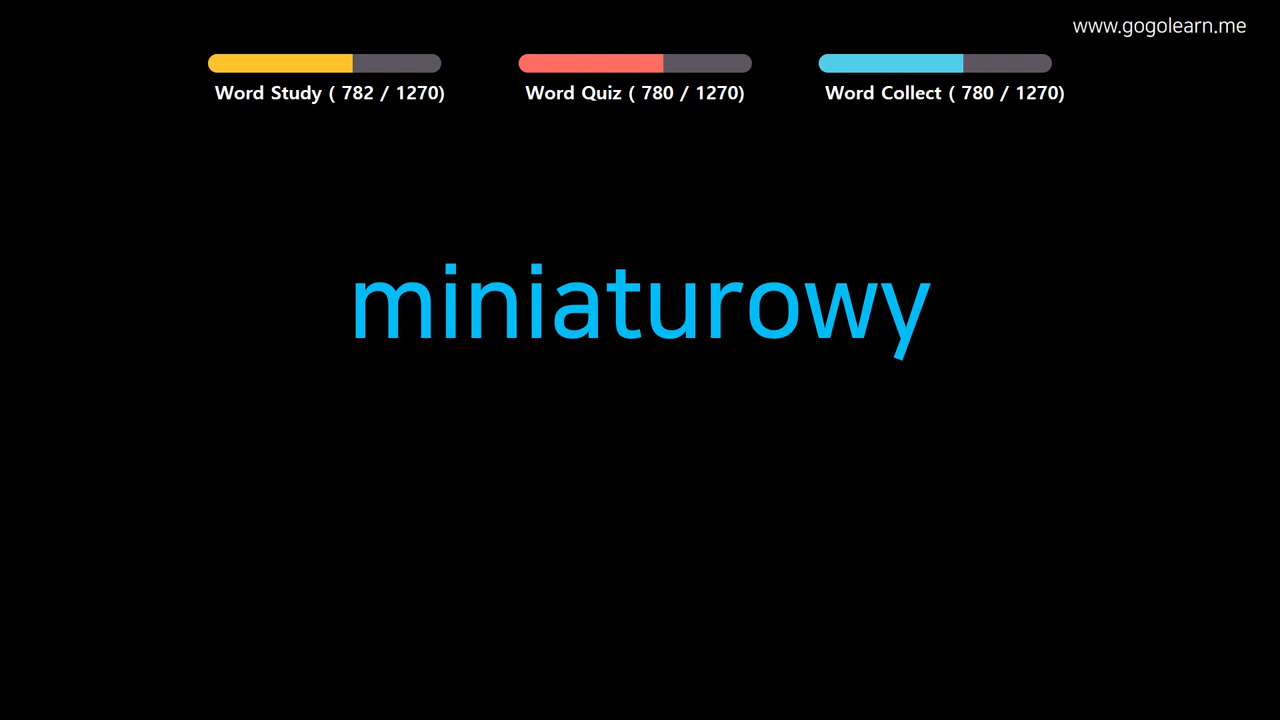 www.gogolearn.me
Word Study ( 782 / 1270)
Word Quiz ( 780 / 1270)
Word Collect ( 780 / 1270)
miniaturowy